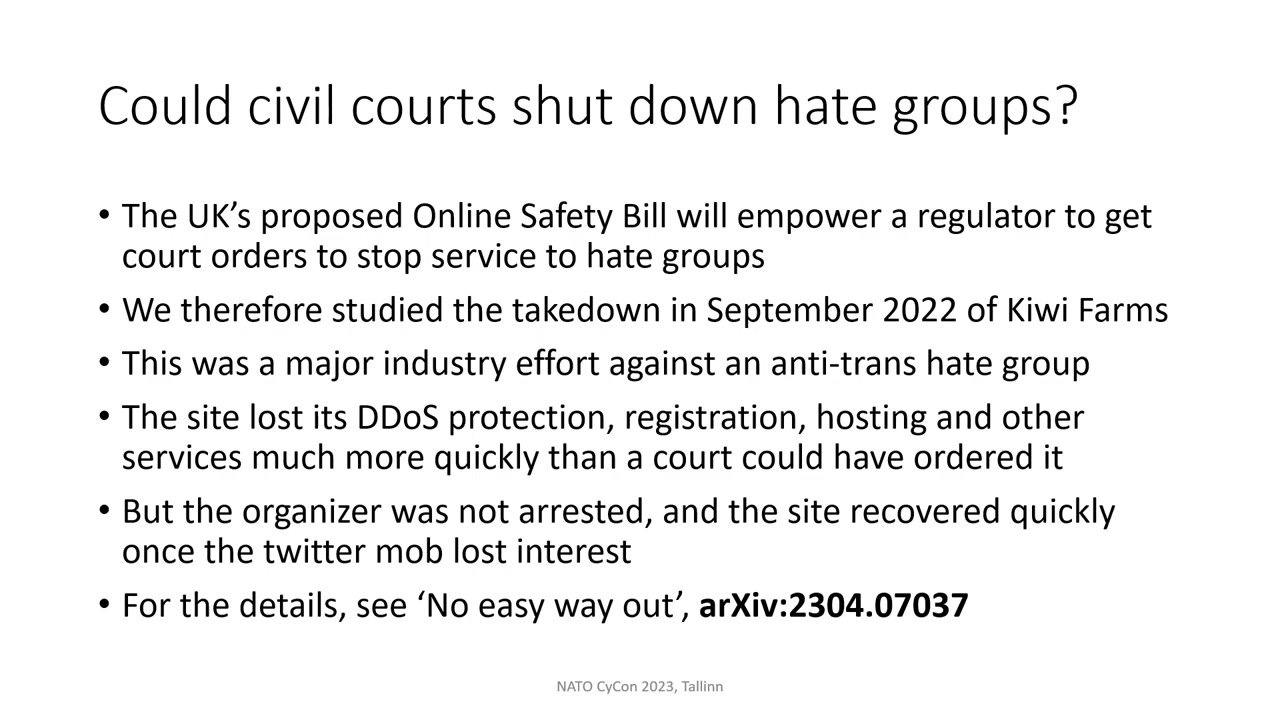 Could civil courts shut down hate groups?
• The UK’s proposed Online Safety Bill will empower a regulator to get
court orders to stop service to hate groups
• We therefore studied the takedown in September 2022 of Kiwi Farms
• This was a major industry effort against an anti-trans hate group
• The site lost its DDoS protection, registration, hosting and other
services much more quickly than a court could have ordered it
• But the organizer was not arrested, and the site recovered quickly
once the twitter mob lost interest
• For the details, see ‘No easy way out’, arXiv:2304.07037
NATO CyCon 2023, Tallinn